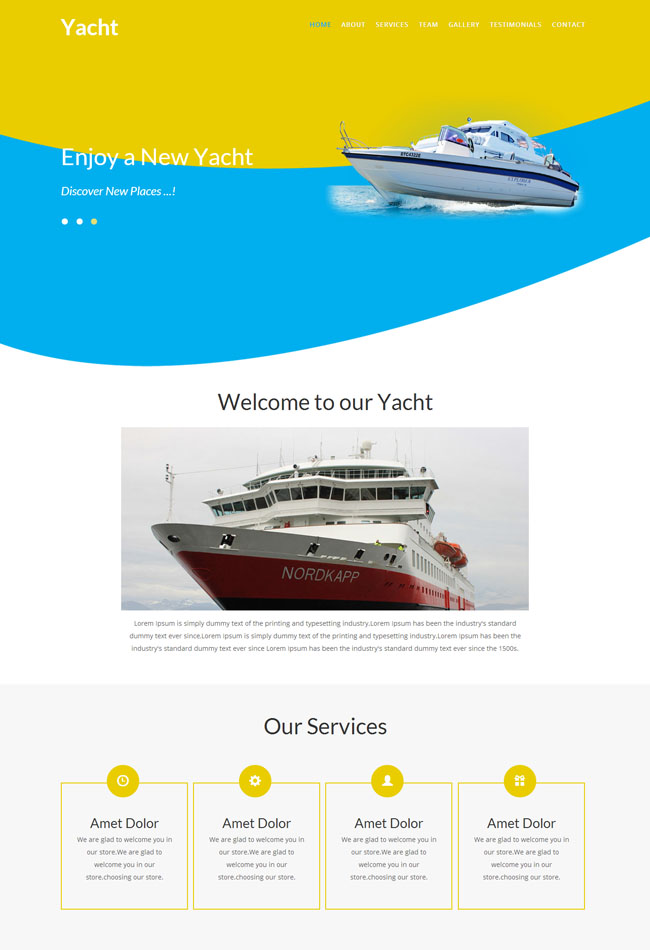 Yacht
HOME ABOUT SERVICES TEAM GALLERY TESTIMONIALS CONTACT
Enjoy a New Yacht
Discover New Places ...!
Welcome to our Yacht
NORDKAPP
Lorem Ipsum is simply dummy text of the printing and typesetting industry.Lorem Ipsum has been the industry's standard
dummy text ever since.Lorem ipsum is simply dummy text of the printing and typesetting industry.Lorem Ipsum has been the
industry's standard dummy text ever since Lorem Ipsum has been the industry's standard dummy text ever since the 1500s.
Our Services
Amet Dolor
We are glad to welcome you in
our store.We are glad to
welcome you in our
store.choosing our store.
Amet Dolor
We are glad to welcome you in
our store.We are glad to
welcome you in our
store.choosing our store.
Amet Dolor
We are glad to welcome you in
our store.We are glad to
welcome you in our
store.choosing our store.
Amet Dolor
We are glad to welcome you in
our store.We are glad to
welcome you in our
store.choosing our store.